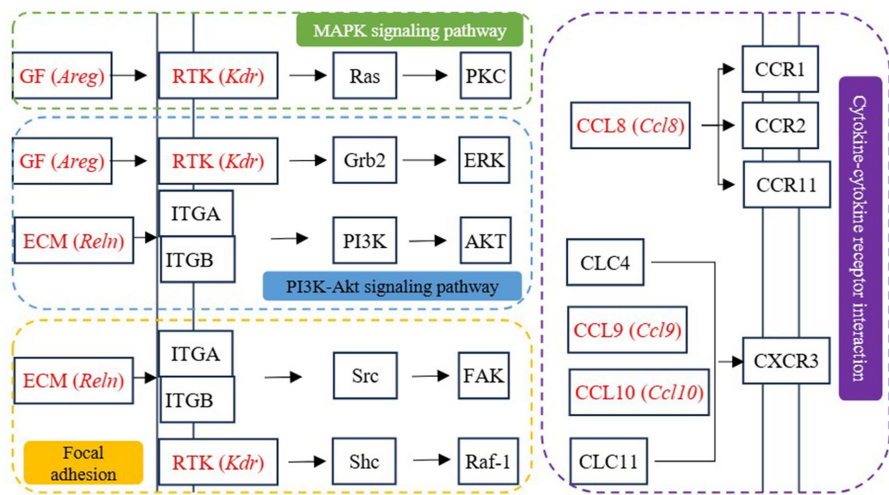 MAPK signaling pathway
GF (Areg)
RTK (Kdr)
Ras
PKC
GF (Areg)
RTK (Kdr)
Grb2
ERK
ECM (Reln)
ITGA
ITGB
PI3K
AKT
PI3K-Akt signaling pathway
ECM (Reln)
ITGA
ITGB
Src
FAK
Focal
adhesion
RTK (Kdr)
Shc
Raf-1
CCL8 (Ccl8)
CCR1
CCR2
CCR11
CLC4
CCL9 (Ccl9)
CCL10 (Ccl10)
CLC11
CXCR3
Cytokine-cytokine receptor
interaction